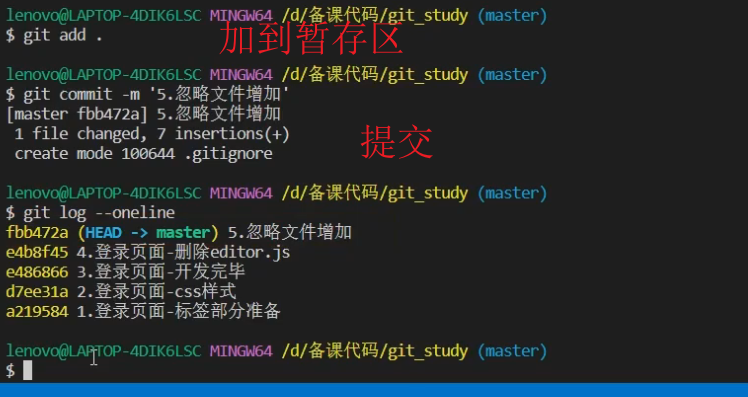 lenovo@LAPTOP-4DIK6LSC MINGW64 /d/备课代码/git_study (master)
$ git add .
加到暂存区
lenovo@LAPTOP-4DIK6LSC MINGW64 /d/备课代码/git_study (master)
$ git commit -m '5.忽略文件增加'
[master fbb472a] 5.忽略文件增加
1 file changed, 7 insertions(+)
create mode 100644 .gitignore
提交
lenovo@LAPTOP-4DIK6LSC MINGW64 /d/备课代码/git_study (master)
$ git log --oneline
fbb472a (HEAD -> master) 5.忽略文件增加
e4b8f45 4.登录页面-删除editor.js
e486866 3.登录页面-开发完毕
d7ee31a 2.登录页面-css样式
a219584 1.登录页面-标签部分准备
lenovo@LAPTOP-4DIK6LSC MINGW64 /d/备课代码/git_study (master)
$